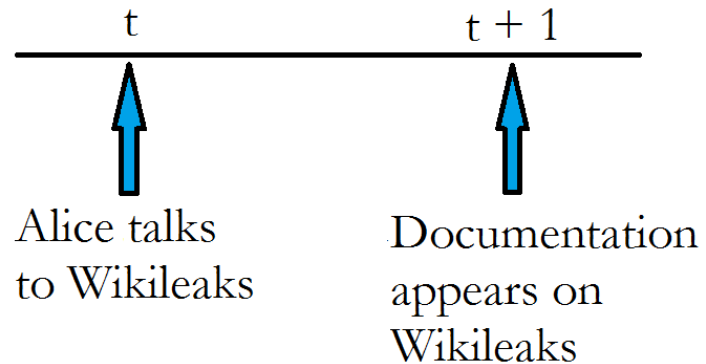 t
t + 1
Alice talks
to Wikileaks
Documentation
appears on
Wikileaks